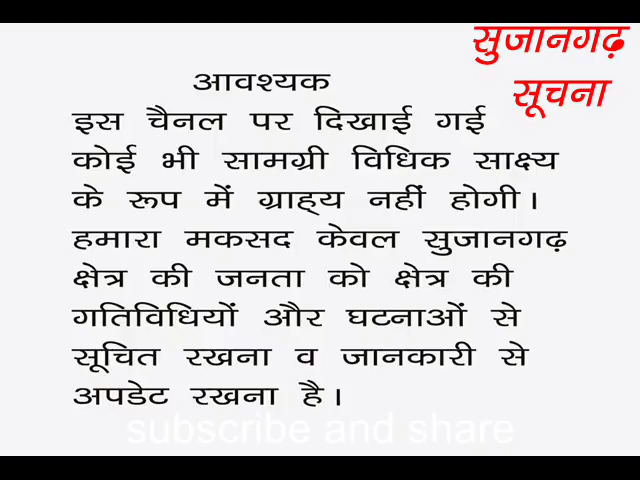 सुजानगढ़
सूचना
आवश्यक
इस चैनल पर दिखाई गई
कोई भी सामग्री विधिक साक्ष्य
के रूप में ग्राह्य नहीं होगी।
हमारा मकसद केवल सुजानगढ़
क्षेत्र की जनता को क्षेत्र की
गतिविधियों और घटनाओं से
सूचित रखना व जानकारी से
अपडेट रखना है।
subscribe and share